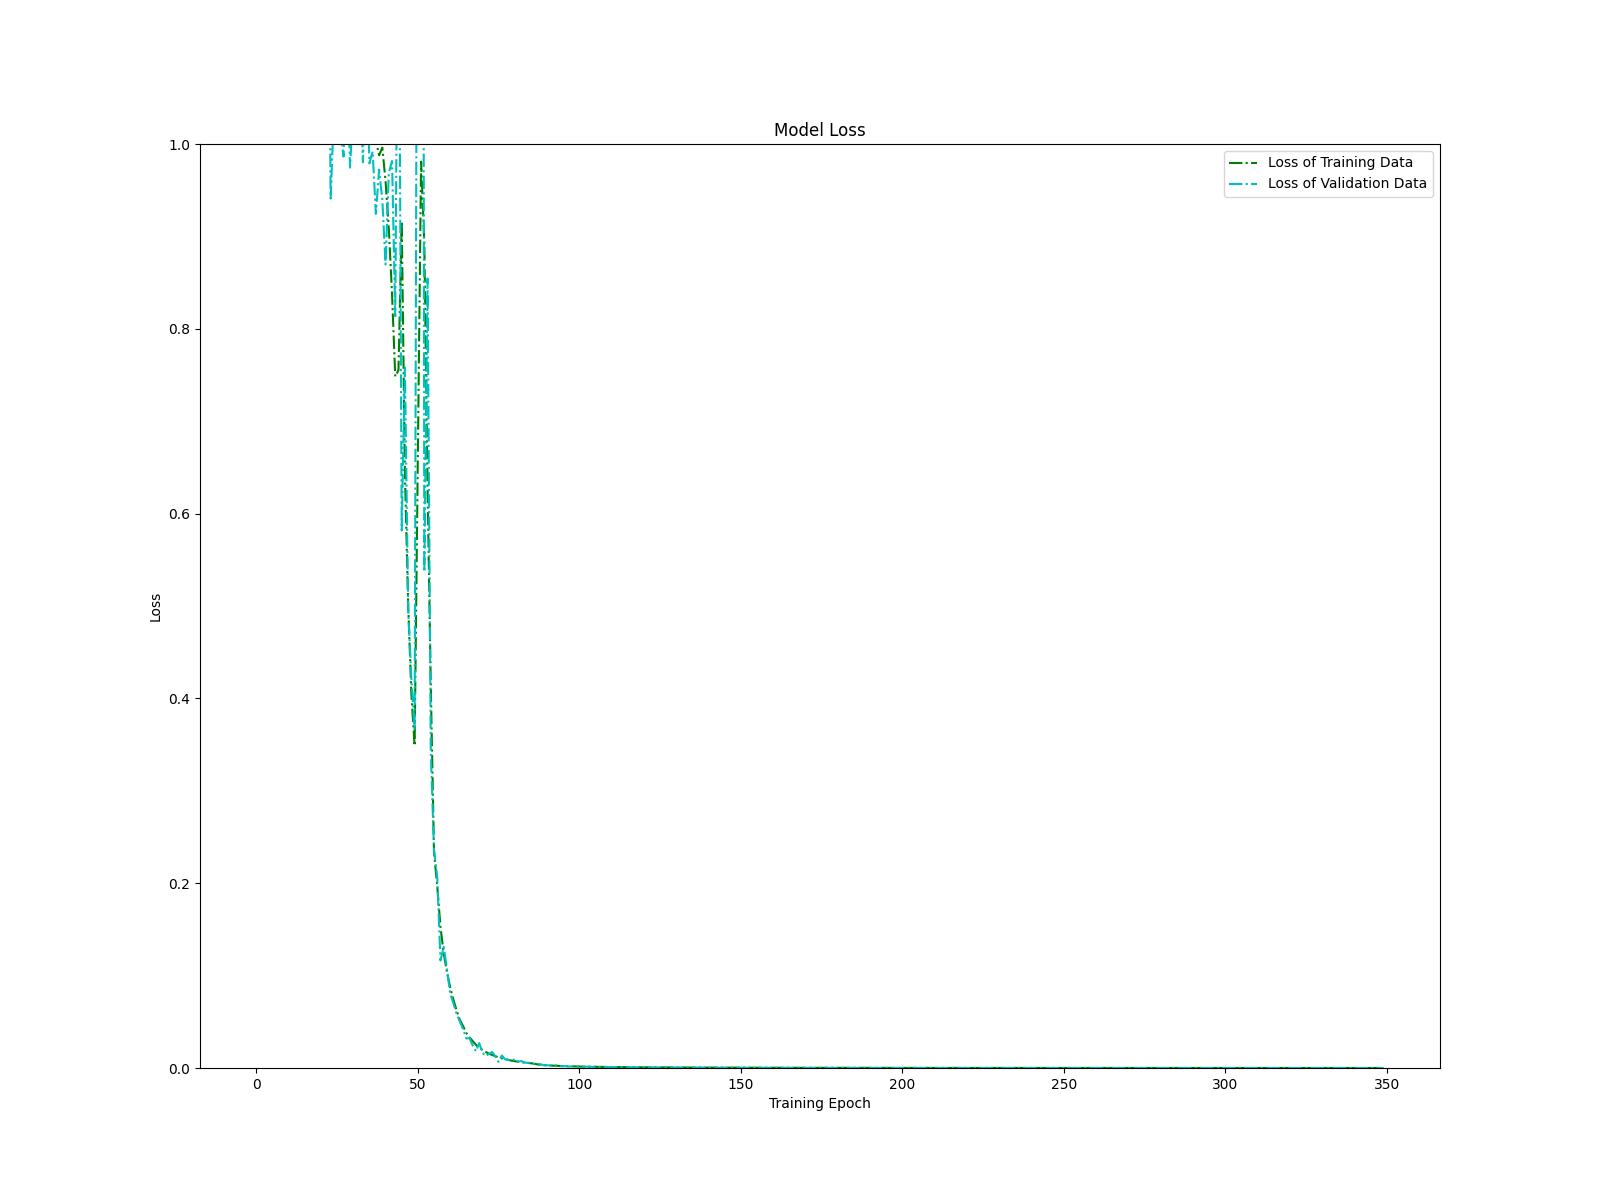 Model Loss
1.0
0.8
0.6
0.4
0.2
0.0
Loss
Loss of Training Data
Loss of Validation Data
0 50 100 150 200 250 300 350
Training Epoch